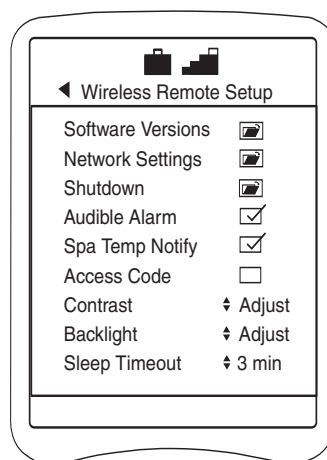 Wireless Remote Setup
Software Versions
Network Settings
Shutdown
Audible Alarm
Spa Temp Notify
Access Code
Contrast Adjust
Backlight Adjust
Sleep Timeout 3 min